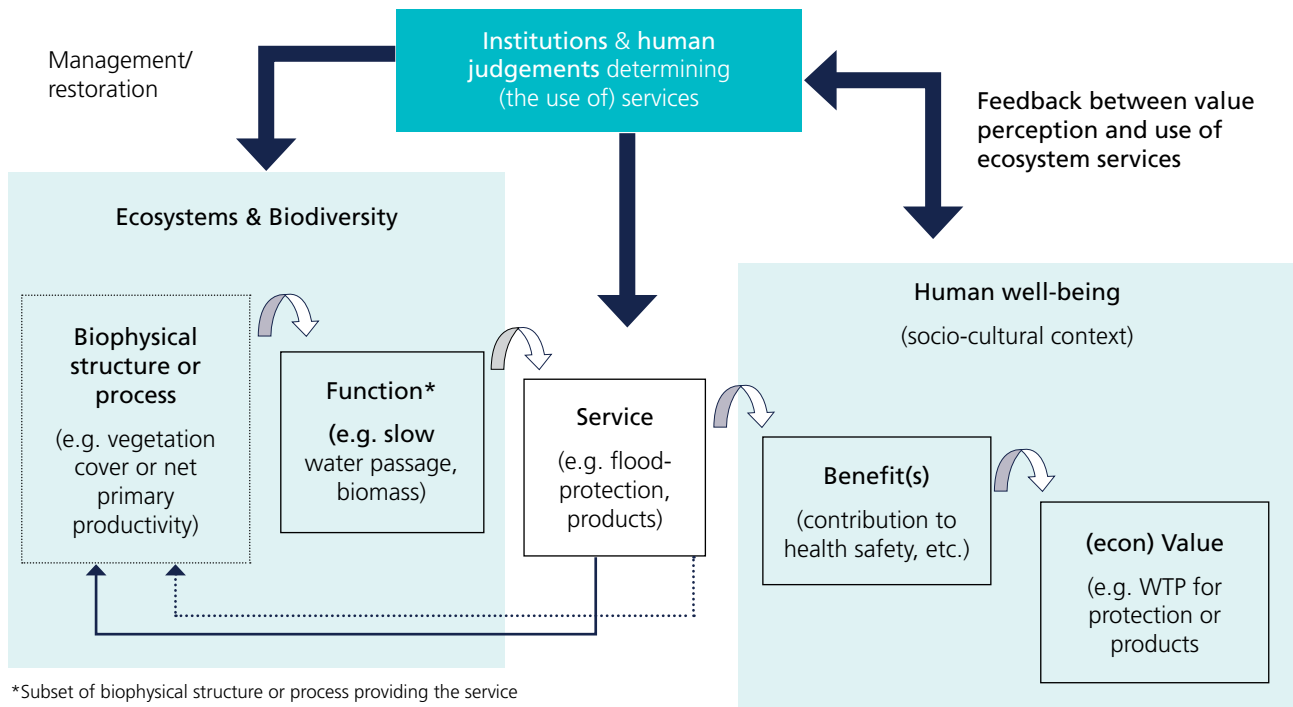 Institutions & human
judgements determining
(the use of) services
Management/
restoration
Feedback between value
perception and use of
ecosystem services
Ecosystems & Biodiversity
Human well-being
(socio-cultural context)
Biophysical
structure or
process
(e.g. vegetation
cover or net
primary
productivity)
Function*
(e.g. slow
water passage,
biomass)
Service
(e.g. flood-
protection,
products)
Benefit(s)
(contribution to
health safety, etc.)
(econ) Value
(e.g. WTP for
protection or
products
*Subset of biophysical structure or process providing the service